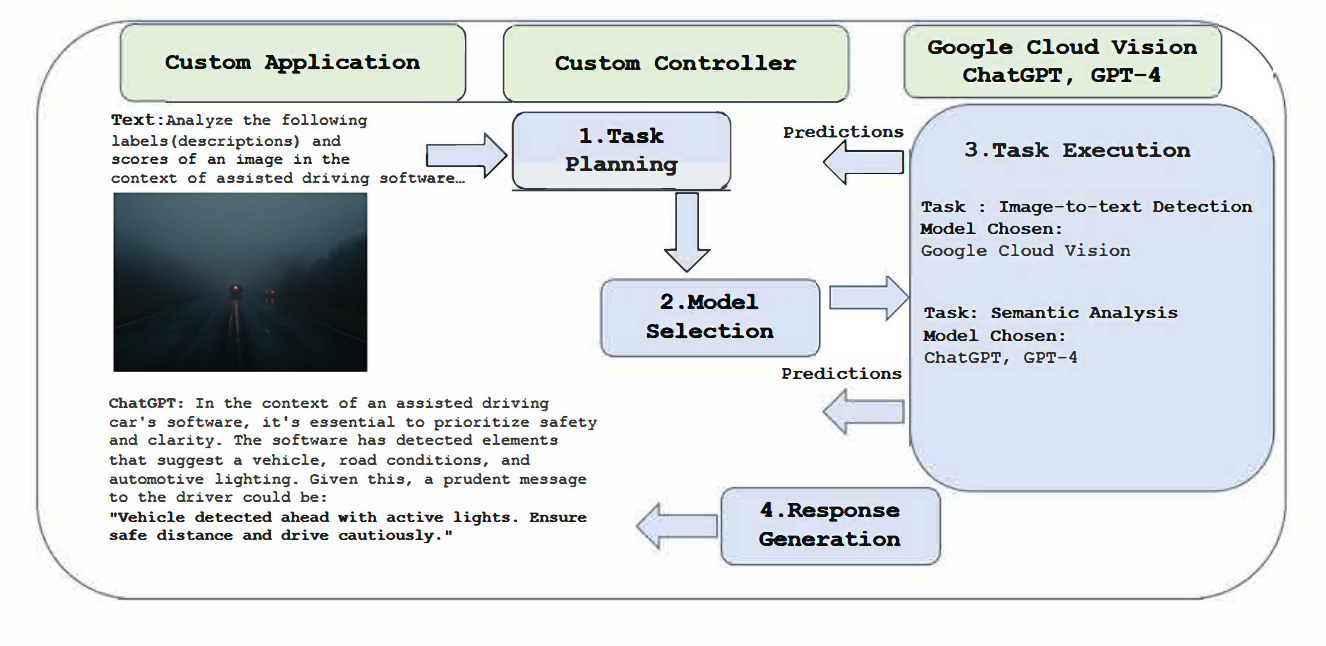 Custom Application
Custom Controller
Google Cloud Vision
ChatGPT, GPT-4
Text:Analyze the following
labels(descriptions) and
scores of an image in the
context of assisted driving software…
1.Task
Planning
Predictions
3.Task Execution
Task : Image-to-text Detection
Model Chosen:
Google Cloud Vision
2.Model
Selection
Task: Semantic Analysis
Model Chosen:
ChatGPT, GPT-4
Predictions
ChatGPT: In the context of an assisted driving
car's software, it's essential to prioritize safety
and clarity. The software has detected elements
that suggest a vehicle, road conditions, and
automotive lighting. Given this, a prudent message
to the driver could be:
"Vehicle detected ahead with active lights. Ensure
safe distance and drive cautiously."
4.Response
Generation